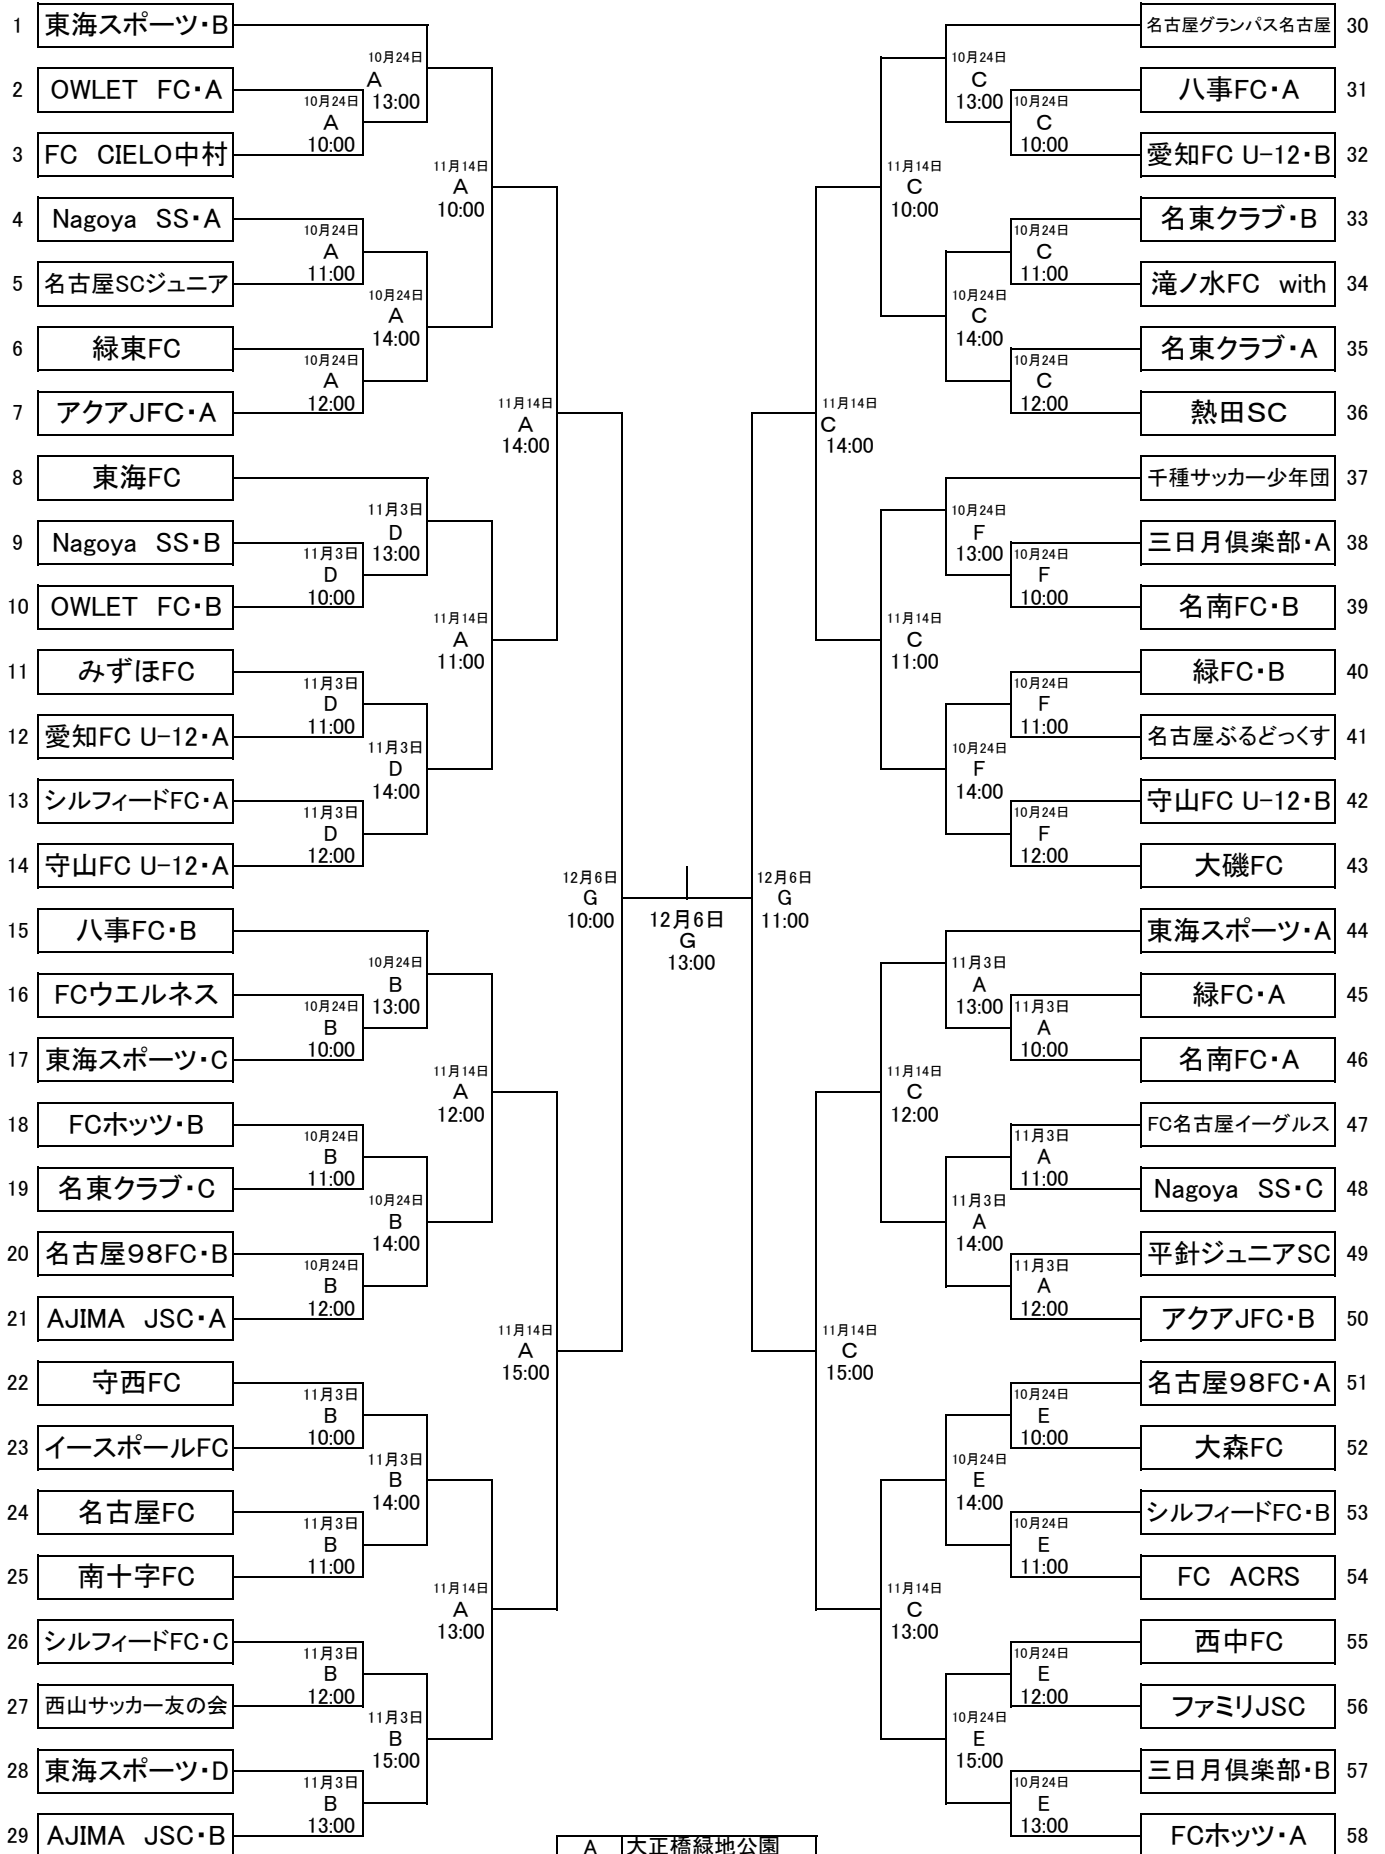 1 東海スポーツ・B
2 OWLET FC・A
3 FC CIELO中村
4 Nagoya SS・A
5 名古屋SCジュニア
6 緑東FC
7 アクアJFC・A
8 東海FC
9 Nagoya SS・B
10 OWLET FC・B
11 みずほFC
12 愛知FC U-12・A
13 シルフィードFC・A
14 守山FC U-12・A
15 八事FC・B
16 FCウエルネス
17 東海スポーツ・C
18 FCホッツ・B
19 名東クラブ・C
20 名古屋98FC・B
21 AJIMA JSC・A
22 守西FC
23 イースポールFC
24 名古屋FC
25 南十字FC
26 シルフィードFC・C
27 西山サッカー友の会
28 東海スポーツ・D
29 AJIMA JSC・B
10月24日
A
10:00
10月24日
A
11:00
10月24日
A
12:00
11月3日
D
10:00
11月3日
D
11:00
11月3日
D
12:00
10月24日
B
10:00
10月24日
B
11:00
10月24日
B
12:00
11月3日
B
10:00
11月3日
B
11:00
11月3日
B
12:00
11月3日
B
13:00
10月24日
A
13:00
10月24日
A
14:00
11月3日
D
13:00
11月3日
D
14:00
10月24日
B
13:00
10月24日
B
14:00
11月3日
B
14:00
11月3日
B
15:00
11月14日
A
10:00
11月14日
A
11:00
11月14日
A
12:00
11月14日
A
13:00
11月14日
A
14:00
11月14日
A
15:00
12月6日
G
10:00
12月6日
G
13:00
12月6日
G
11:00
11月14日
C
14:00
11月14日
C
15:00
11月14日
C
10:00
11月14日
C
11:00
11月14日
C
12:00
11月14日
C
13:00
10月24日
C
13:00
10月24日
C
14:00
10月24日
F
13:00
10月24日
F
14:00
11月3日
A
13:00
11月3日
A
14:00
10月24日
E
14:00
10月24日
E
15:00
10月24日
C
10:00
10月24日
C
11:00
10月24日
C
12:00
10月24日
F
10:00
10月24日
F
11:00
10月24日
F
12:00
11月3日
A
10:00
11月3日
A
11:00
11月3日
A
12:00
10月24日
E
10:00
10月24日
E
11:00
10月24日
E
12:00
10月24日
E
13:00
名古屋グランパス名古屋 30
八事FC・A 31
愛知FC U-12・B 32
名東クラブ・B 33
滝ノ水FC with 34
名東クラブ・A 35
熱田SC 36
千種サッカー少年団 37
三日月倶楽部・A 38
名南FC・B 39
緑FC・B 40
名古屋ぶるどっくす 41
守山FC U-12・B 42
大磯FC 43
東海スポーツ・A 44
緑FC・A 45
名南FC・A 46
FC名古屋イーグルス 47
Nagoya SS・C 48
平針ジュニアSC 49
アクアJFC・B 50
名古屋98FC・A 51
大森FC 52
シルフィードFC・B 53
FC ACRS 54
西中FC 55
ファミリJSC 56
三日月倶楽部・B 57
FCホッツ・A 58
A 大正橋緑地公園